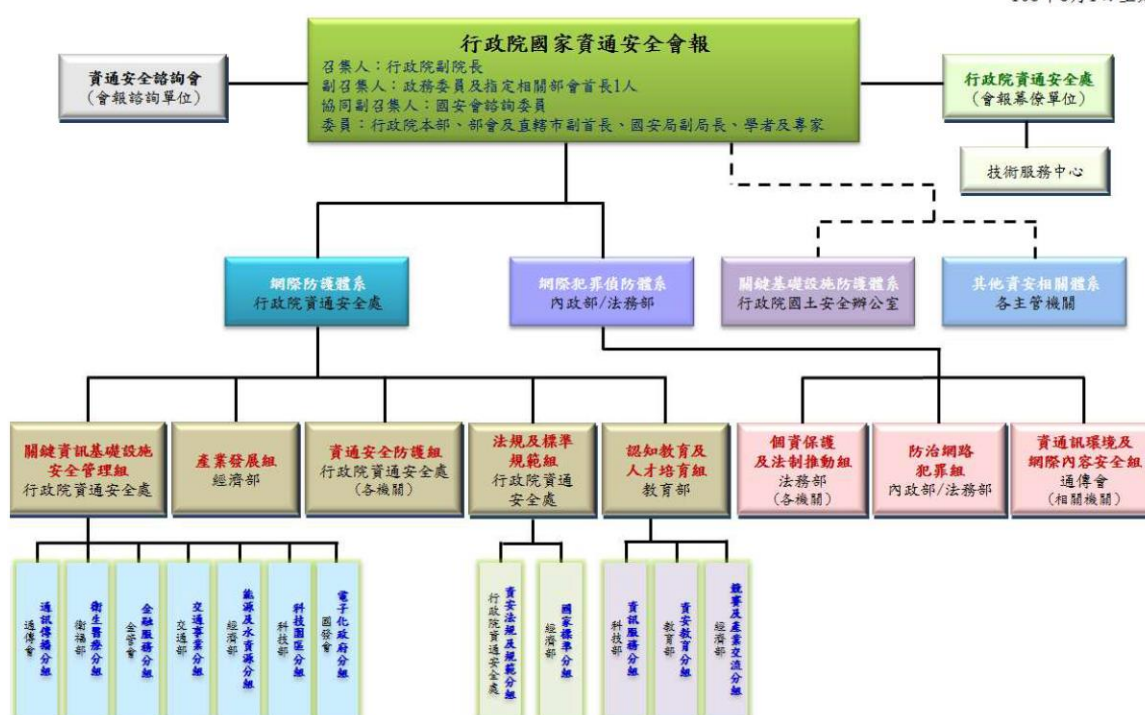 行政院國家資通安全會報
召集人：行政院副院長
副召集人：政務委員及指定相關部會首長1人
協同副召集人：國安會諮詢委員
委員：行政院本部、部會及直轄市副首長、國安局副局長、學者及專家
資通安全諮詢會
(會報諮詢單位)
行政院資通安全處
(會報幕僚單位)
技術服務中心
網際防護體系
行政院資通安全處
網際犯罪偵防體系
內政部/法務部
關鍵基礎設施防護體系
行政院國土安全辦公室
其他資安相關體系
各主管機關
關鍵資訊基礎設施
安全管理組
行政院資通安全處
產業發展組
經濟部
資通安全防護組
行政院資通安全處
(各機關)
法規及標準
規範組
行政院資通
安全處
認知教育及
人才培育組
教育部
個資保護
及法制推動組
法務部
(各機關)
防治網路
犯罪組
內政部/法務部
資通訊環境及
網際內容安全組
通傳會
(相關機關)
通訊傳播分組
通傳會
衛生醫療分組
衛福部
金融服務分組
金管會
交通事業分組
交通部
能源及水資源分組
經濟部
科技園區分組
科技部
電子化政府分組
國發會
資安法規及規範分組
行政院資通安全處
國家標準分組
經濟部
資訊服務分組
科技部
資安教育分組
教育部
競賽及產業交流分組
經濟部